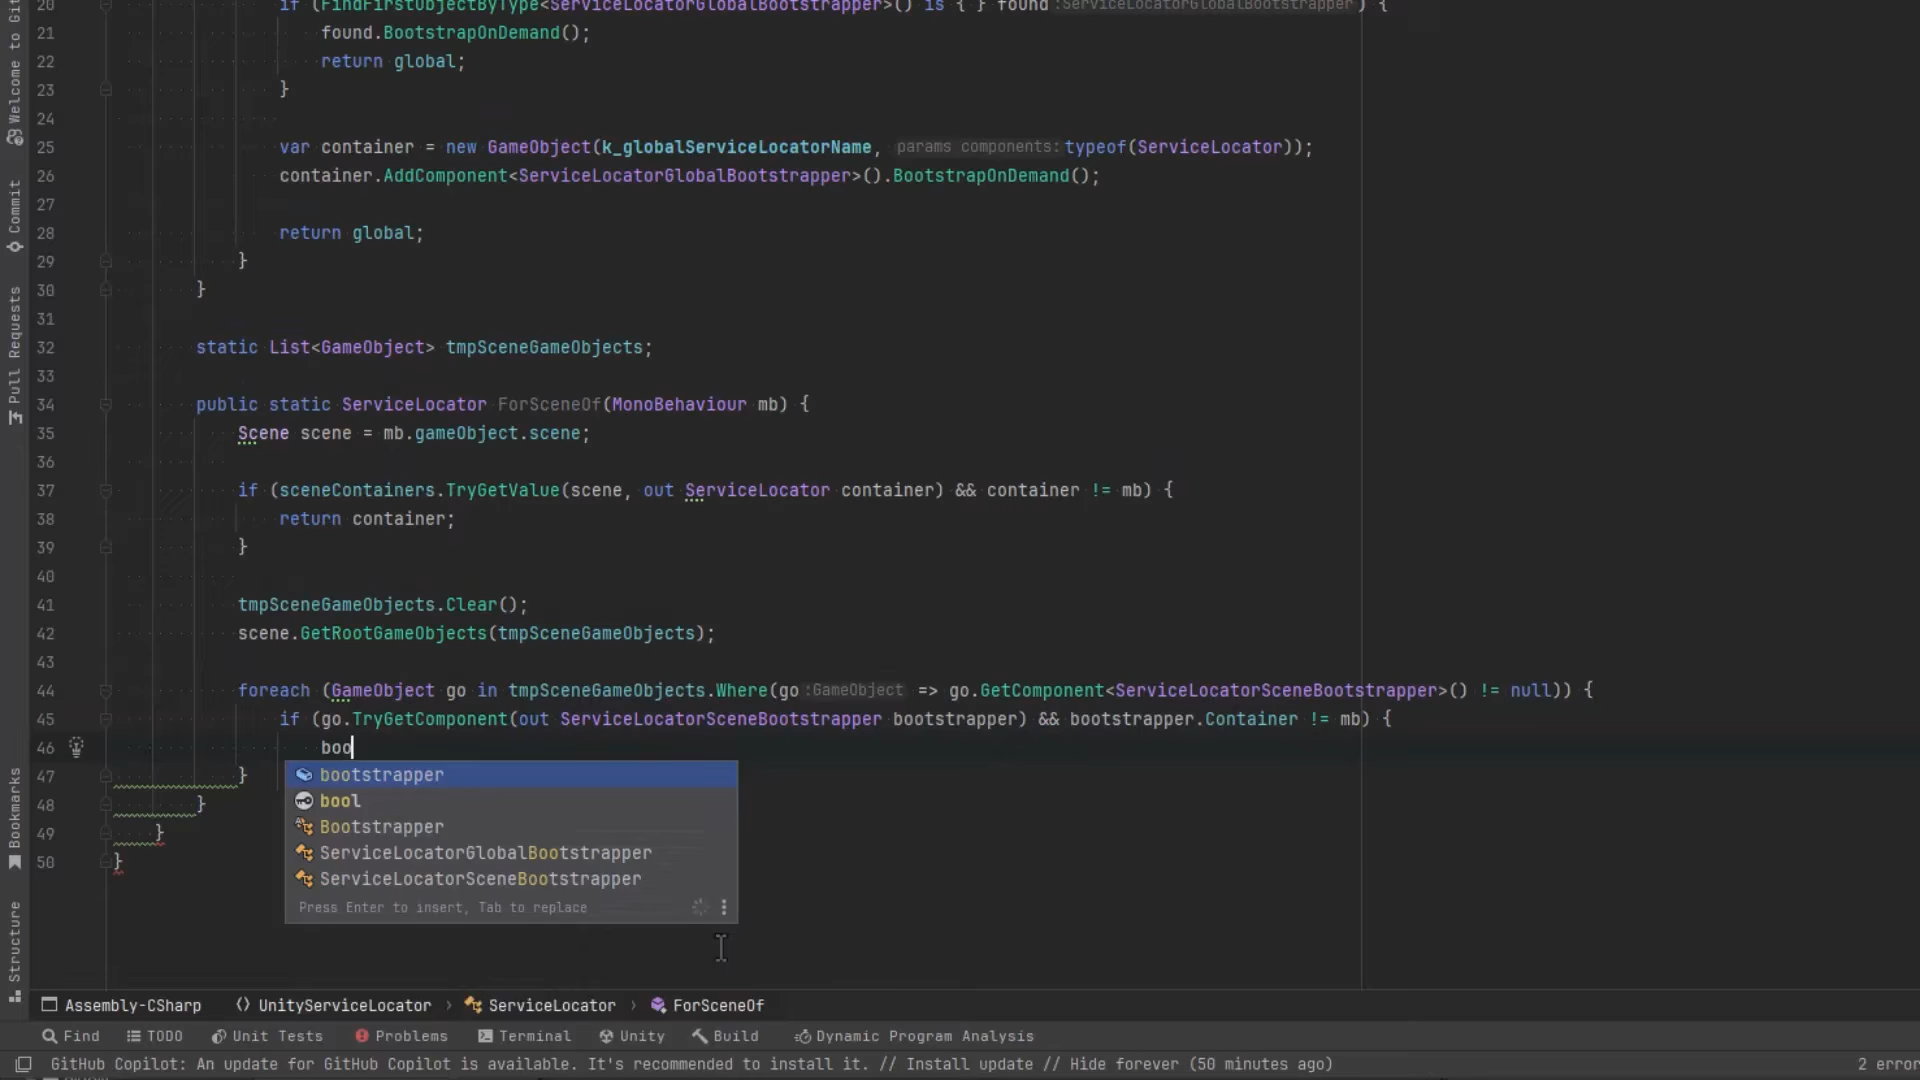 20 if (FindFirstObjectByType<ServiceLocatorGlobalBootstrapper>() is { } found :ServiceLocatorGlobalBootstrapper) {
21 found.BootstrapOnDemand();
22 return global;
23 }
24
25 var container = new GameObject(k_globalServiceLocatorName, params components: typeof(ServiceLocator));
26 container.AddComponent<ServiceLocatorGlobalBootstrapper>().BootstrapOnDemand();
27
28 return global;
29 }
30 }
31
32 static List<GameObject> tmpSceneGameObjects;
33
34 public static ServiceLocator ForSceneOf(MonoBehaviour mb) {
35 Scene scene = mb.gameObject.scene;
36
37 if (sceneContainers.TryGetValue(scene, out ServiceLocator container) && container != mb) {
38 return container;
39 }
40
41 tmpSceneGameObjects.Clear();
42 scene.GetRootGameObjects(tmpSceneGameObjects);
43
44 foreach (GameObject go in tmpSceneGameObjects.Where(go :GameObject => go.GetComponent<ServiceLocatorSceneBootstrapper>() != null)) {
45 if (go.TryGetComponent(out ServiceLocatorSceneBootstrapper bootstrapper) && bootstrapper.Container != mb) {
46 boo
47 }
48 }
49 }
50 }
bootstrapper
bool
Bootstrapper
ServiceLocatorGlobalBootstrapper
ServiceLocatorSceneBootstrapper
Press Enter to insert, Tab to replace
Welcome to Git
Commit
Pull Requests
Bookmarks
Structure
Assembly-CSharp UnityServiceLocator › ServiceLocator › ForSceneOf
Find TODO Unit Tests Problems Terminal Unity Build Dynamic Program Analysis
GitHub Copilot: An update for GitHub Copilot is available. It's recommended to install it. // Install update // Hide forever (50 minutes ago) 2 error